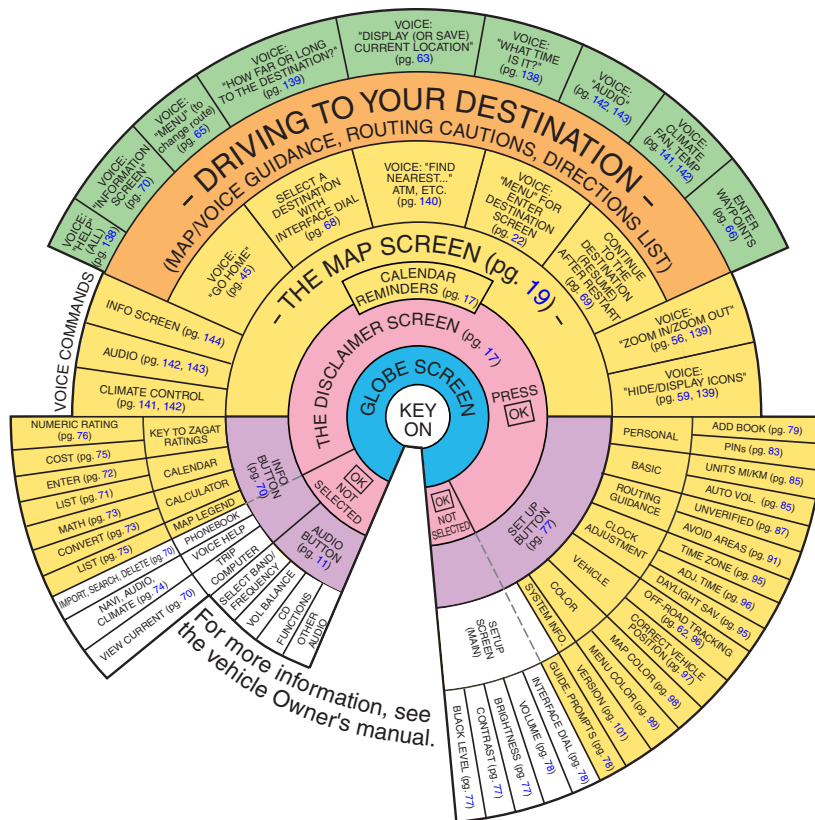 VOICE:
"HELP"
(ALL)
(pg. 138)
VOICE:
"INFORMATION
SCREEN"
(pg. 70)
VOICE:
"MENU" (to
change route)
(pg. 65)
VOICE:
"HOW FAR OR LONG
TO THE DESTINATION?"
(pg. 139)
VOICE:
"DISPLAY (OR SAVE)
CURRENT LOCATION"
(pg. 63)
VOICE:
"WHAT TIME
IS IT?"
(pg. 138)
VOICE:
"AUDIO"
(pg. 142, 143)
VOICE:
CLIMATE
FAN, TEMP
(pg. 141, 142)
ENTER
WAYPOINTS
(pg. 66)
- DRIVING TO YOUR DESTINATION -
(MAP/VOICE GUIDANCE, ROUTING CAUTIONS, DIRECTIONS LIST)
VOICE:
"GO HOME"
(pg. 45)
SELECT A
DESTINATION
WITH
INTERFACE DIAL
(pg. 68)
VOICE: "FIND
NEAREST..."
ATM, ETC.
(pg. 140)
VOICE:
"MENU" FOR
ENTER
DESTINATION
SCREEN
(pg. 22)
CONTINUE
TO THE
DESTINATION
(RESUME)
AFTER RESTART
(pg. 69)
VOICE COMMANDS
INFO SCREEN (pg. 144)
AUDIO (pg. 142, 143)
CLIMATE CONTROL
(pg. 141, 142)
- THE MAP SCREEN (pg. 19) -
CALENDAR
REMINDERS (pg. 17)
VOICE:
"ZOOM IN/ZOOM OUT"
(pg. 56, 139)
VOICE:
"HIDE/DISPLAY ICONS"
(pg. 59, 139)
THE DISCLAIMER SCREEN (pg. 17)
PRESS
OK
GLOBE SCREEN
KEY
ON
OK
NOT
SELECTED
OK
NOT
SELECTED
INFO
BUTTON
(pg. 70)
AUDIO
BUTTON
(pg. 11)
SET UP
BUTTON
(pg. 77)
KEY TO ZAGAT
RATINGS
CALENDAR
CALCULATOR
MAP LEGEND
PHONEBOOK
VOICE HELP
TRIP
COMPUTER
SELECT BAND/
FREQUENCY
VOL BALANCE
CD
FUNCTIONS
OTHER
AUDIO
NUMERIC RATING
(pg. 76)
COST (pg. 75)
ENTER (pg. 72)
LIST (pg. 71)
MATH (pg. 73)
CONVERT (pg. 73)
LIST (pg. 75)
IMPORT, SEARCH, DELETE (pg. 70)
NAVI, AUDIO,
CLIMATE (pg. 74)
VIEW CURRENT (pg. 70)
For more information, see
the vehicle Owner's manual.
PERSONAL
BASIC
ROUTING
GUIDANCE
CLOCK
ADJUSTMENT
VEHICLE
COLOR
SYSTEM INFO.
SETUP
SCREEN
(MAIN)
ADD BOOK (pg. 79)
PINs (pg. 83)
UNITS MI/KM (pg. 85)
AUTO VOL. (pg. 85)
UNVERIFIED (pg. 87)
AVOID AREAS (pg. 91)
TIME ZONE (pg. 95)
ADJ. TIME (pg. 96)
DAYLIGHT SAV. (pg. 95)
OFF-ROAD TRACKING
(pg. 62, 96)
CORRECT VEHICLE
POSITION (pg. 97)
MAP COLOR (pg. 98)
MENU COLOR (pg. 99)
VERSION (pg. 101)
GUIDE. PROMPTS (pg. 78)
INTERFACE DIAL (pg. 78)
VOLUME (pg. 78)
BRIGHTNESS (pg. 77)
CONTRAST (pg. 77)
BLACK LEVEL (pg. 77)